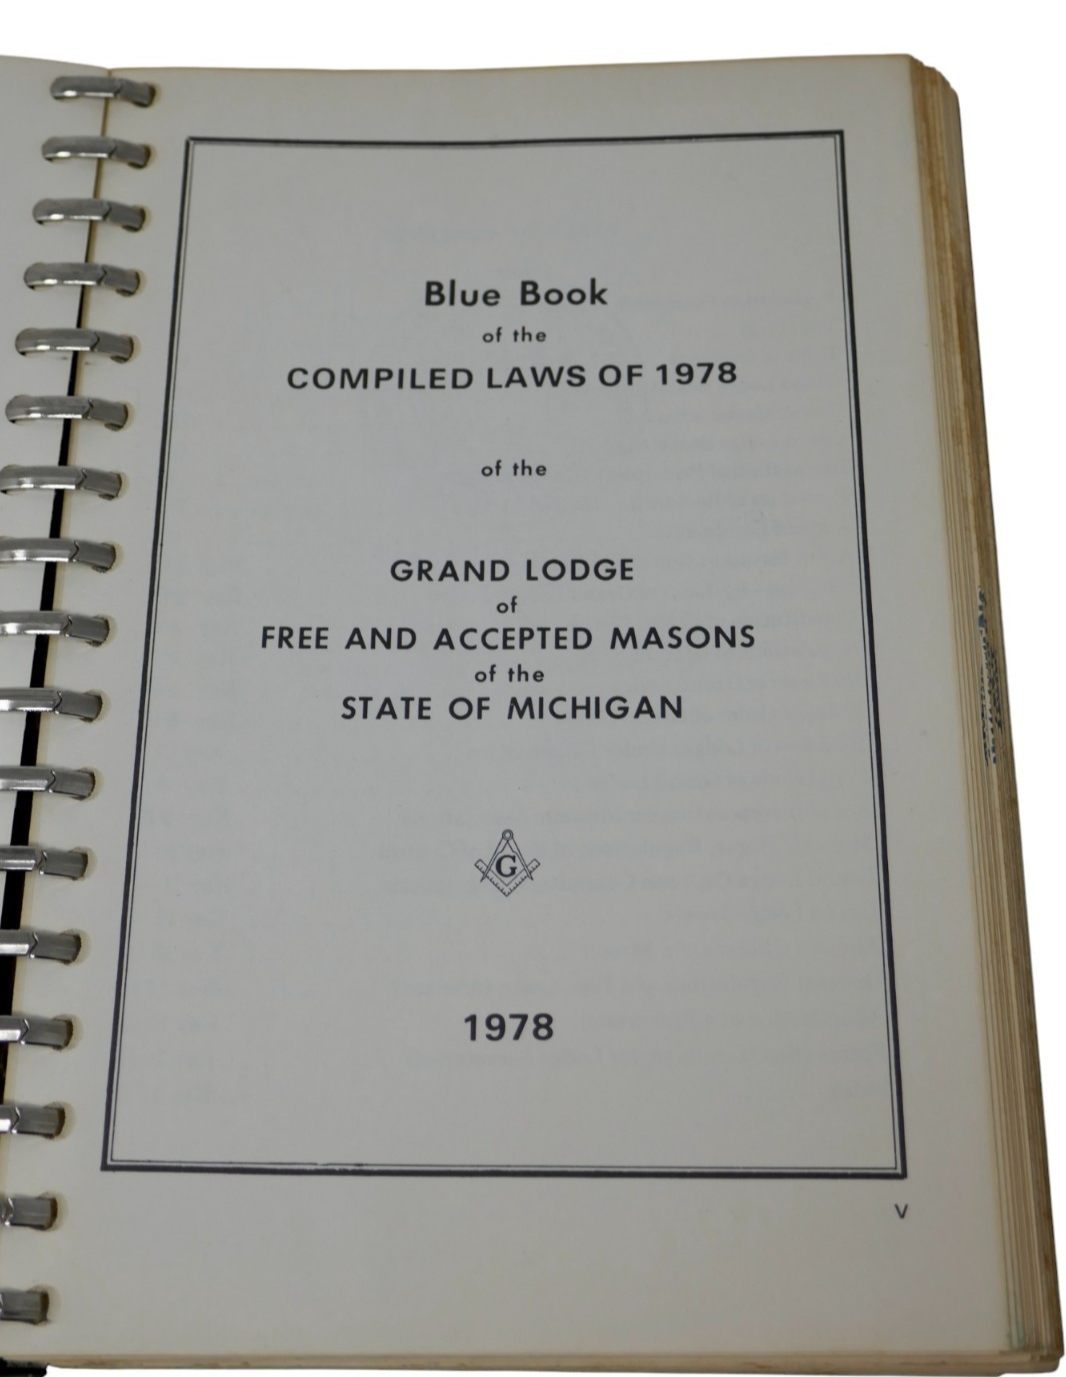 Blue Book
of the
COMPILED LAWS OF 1978
of the
GRAND LODGE
of
FREE AND ACCEPTED MASONS
of the
STATE OF MICHIGAN
G
1978
V